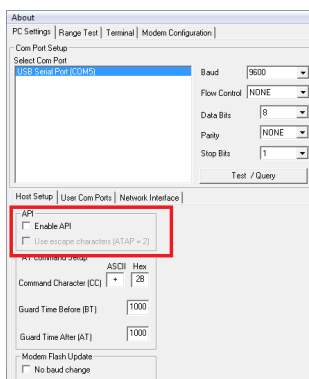 About
PC Settings Range Test Terminal Modem Configuration
Com Port Setup
Select Com Port
USB Serial Port (COM5)
Baud 9600
Flow Control NONE
Data Bits 8
Parity NONE
Stop Bits 1
Test / Query
Host Setup User Com Ports Network Interface
API
Enable API
Use escape characters (ATAP = 2)
AT Command Setup
ASCII Hex
Command Character (CC) + 2B
Guard Time Before (BT) 1000
Guard Time After (AT) 1000
Modem Flash Update
No baud change